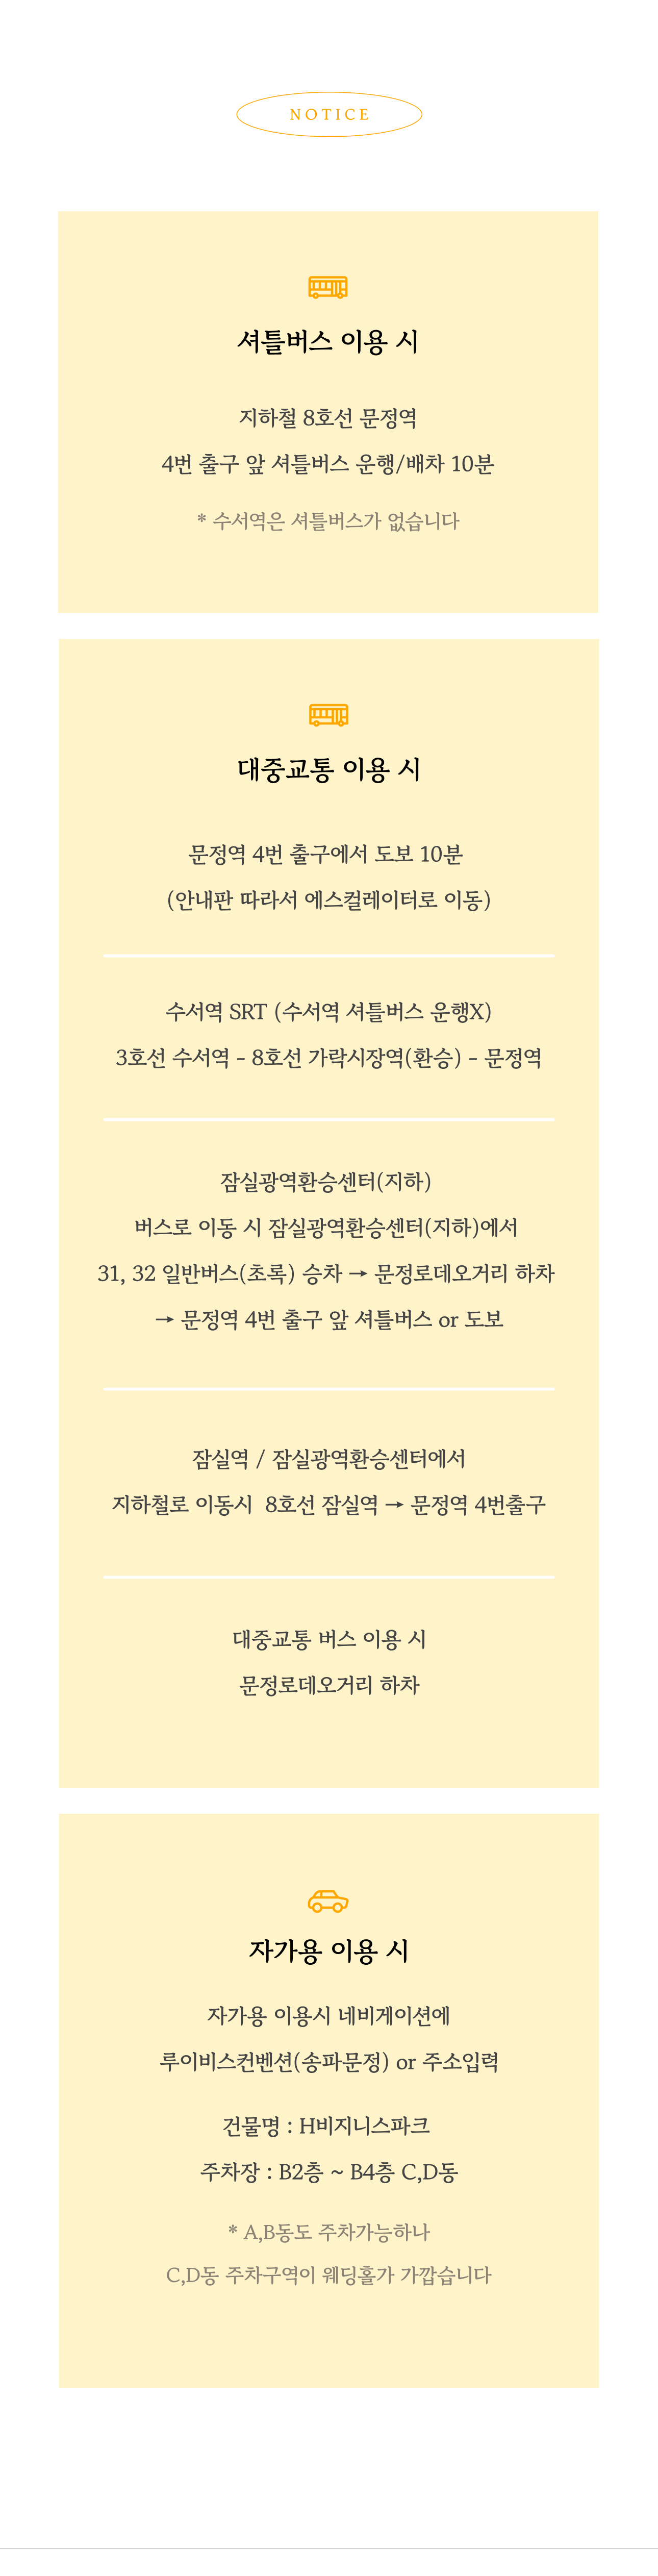 NOTICE
셔틀버스 이용 시
지하철 8호선 문정역
4번 출구 앞 셔틀버스 운행/배차 10분
* 수서역은 셔틀버스가 없습니다
대중교통 이용 시
문정역 4번 출구에서 도보 10분
(안내판 따라서 에스컬레이터로 이동)
수서역 SRT (수서역 셔틀버스 운행X)
3호선 수서역 - 8호선 가락시장역(환승) - 문정역
잠실광역환승센터(지하)
버스로 이동 시 잠실광역환승센터(지하)에서
31, 32 일반버스(초록) 승차 → 문정로데오거리 하차
→ 문정역 4번 출구 앞 셔틀버스 or 도보
잠실역 / 잠실광역환승센터에서
지하철로 이동시 8호선 잠실역 → 문정역 4번출구
대중교통 버스 이용 시
문정로데오거리 하차
자가용 이용 시
자가용 이용시 네비게이션에
루이비스컨벤션(송파문정) or 주소입력
건물명 : H비지니스파크
주차장 : B2층 ~ B4층 C,D동
* A,B동도 주차가능하나
C,D동 주차구역이 웨딩홀가 가깝습니다